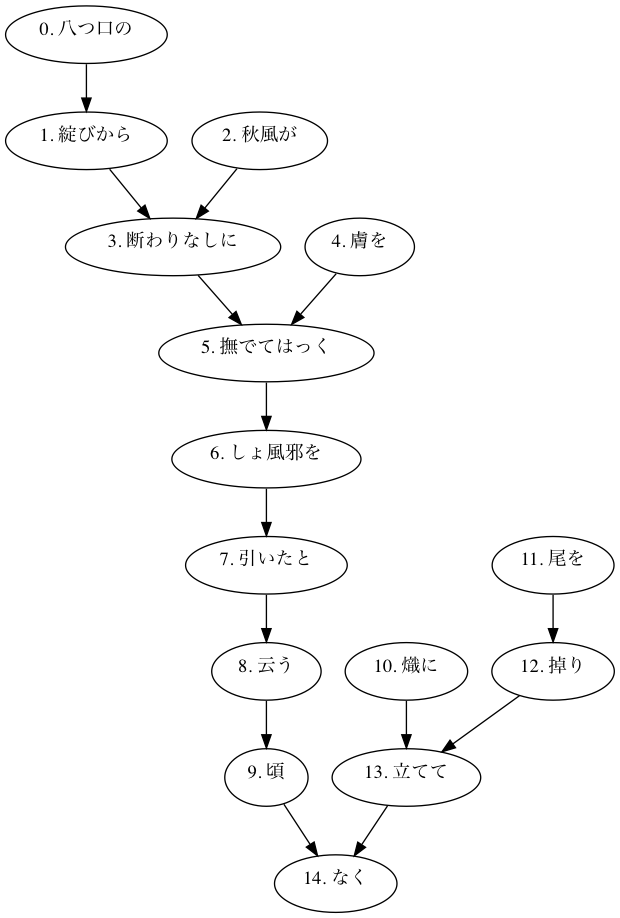 0. 八つ口の
1. 綻びから
2. 秋風が
3. 断わりなしに
4. 膚を
5. 撫でてはっく
6. しょ風邪を
7. 引いたと
11. 尾を
8. 云う
10. 熾に
12. 掉り
9. 頃
13. 立てて
14. なく